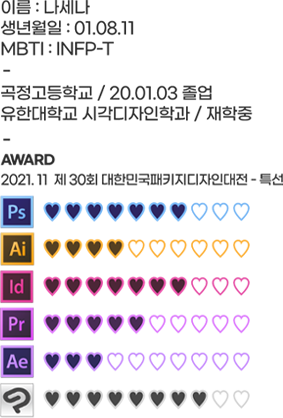 이름 : 나세나
생년월일 : 01.08.11
MBTI : INFP-T
-
곡정고등학교 / 20.01.03 졸업
유한대학교 시각디자인학과 / 재학중
-
AWARD
2021. 11 제 30회 대한민국패키지디자인대전 - 특선
Ps
Ai
Id
Pr
Ae